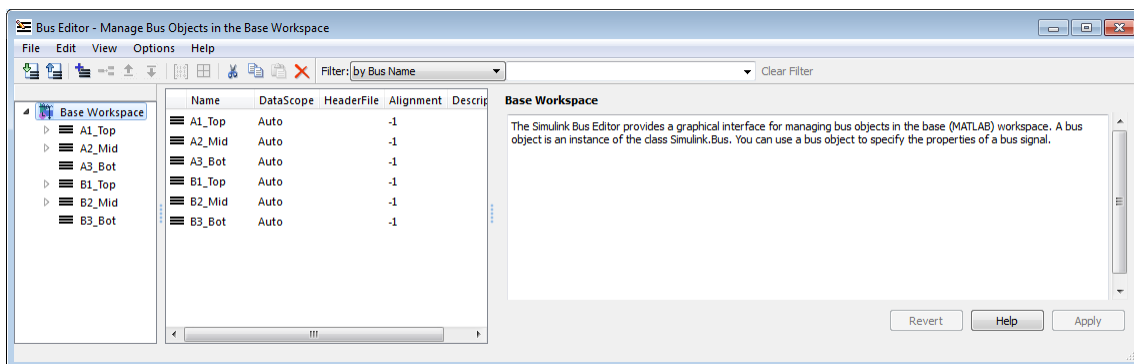 Bus Editor - Manage Bus Objects in the Base Workspace
File Edit View Options Help
Filter: by Bus Name Clear Filter
Base Workspace
A1_Top
A2_Mid
A3_Bot
B1_Top
B2_Mid
B3_Bot
Name DataScope HeaderFile Alignment Descrip
A1_Top Auto -1
A2_Mid Auto -1
A3_Bot Auto -1
B1_Top Auto -1
B2_Mid Auto -1
B3_Bot Auto -1
Base Workspace
The Simulink Bus Editor provides a graphical interface for managing bus objects in the base (MATLAB) workspace. A bus
object is an instance of the class Simulink.Bus. You can use a bus object to specify the properties of a bus signal.
Revert Help Apply